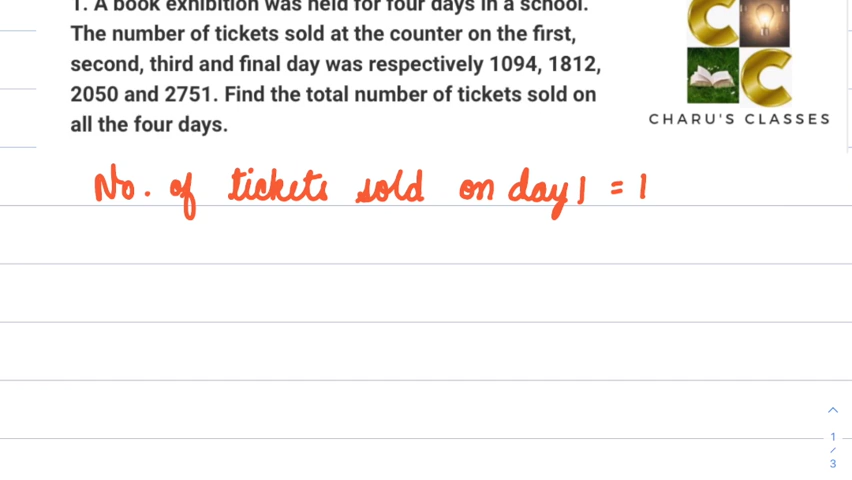 1. A book exhibition was held for four days in a school.
The number of tickets sold at the counter on the first,
second, third and final day was respectively 1094, 1812,
2050 and 2751. Find the total number of tickets sold on
all the four days.
CHARU'S CLASSES
No. of tickets sold on day 1 = 1
1
/
3